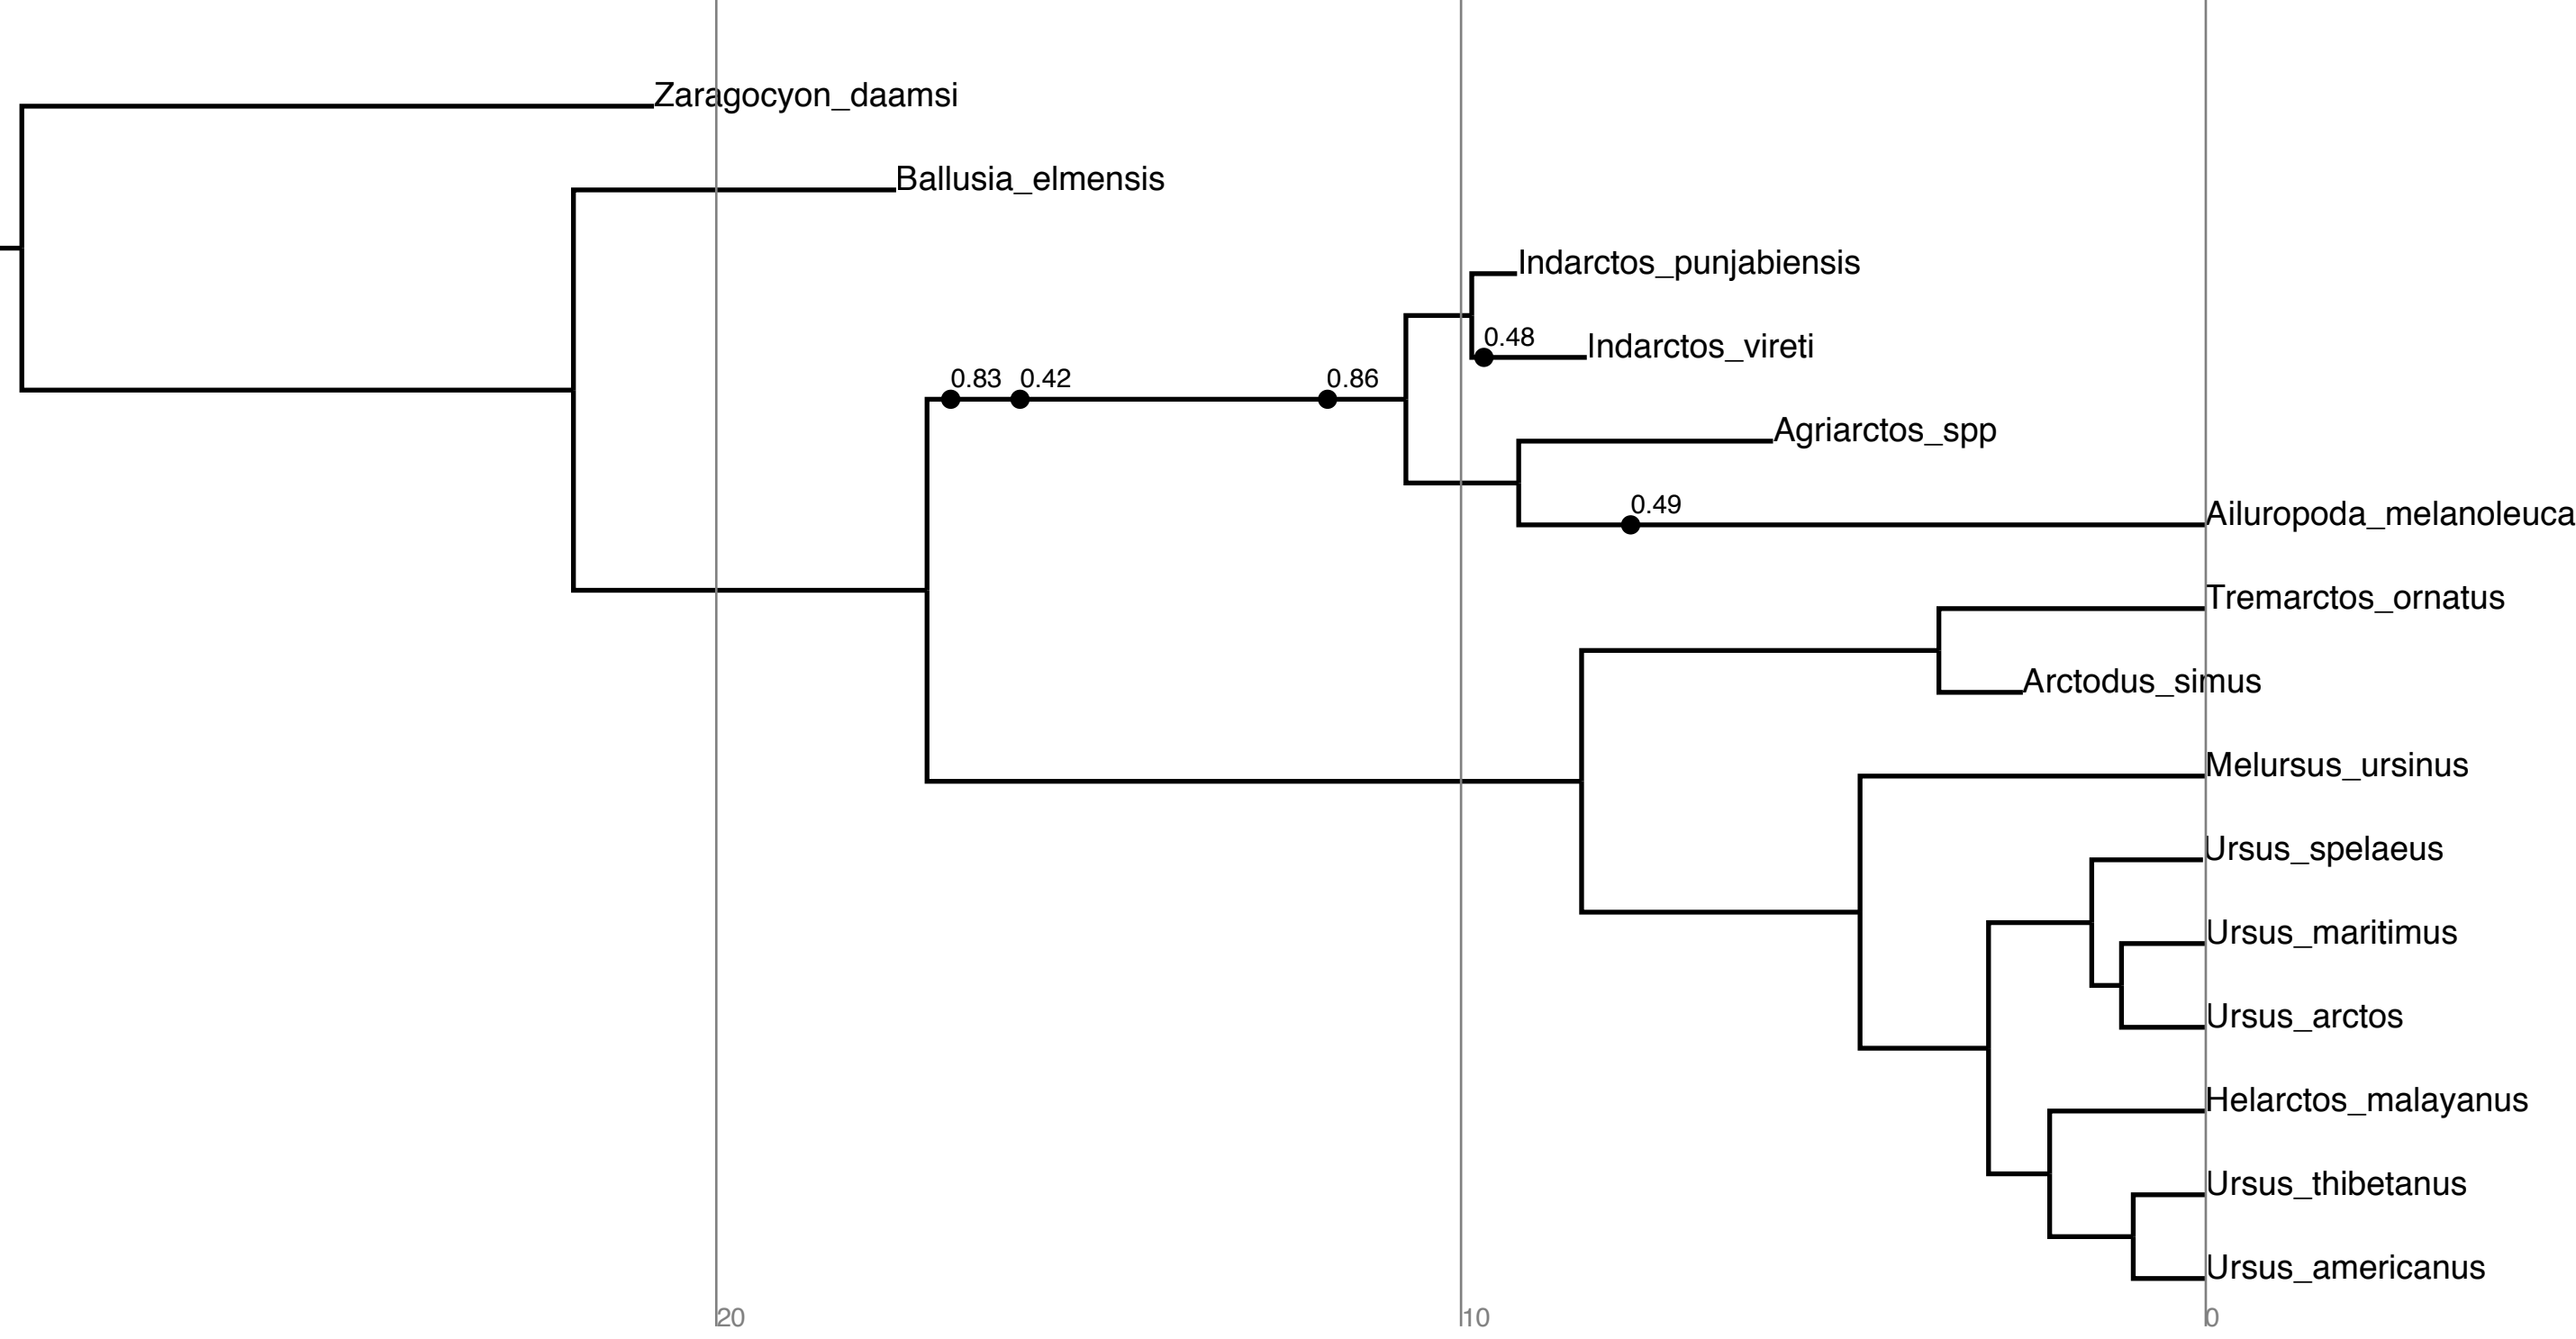 Zaragocyon_daamsi
Ballusia_elmensis
Indarctos_punjabiensis
0.48
Indarctos_vireti
0.83
0.42
0.86
Agriarctos_spp
0.49
Ailuropoda_melanoleuca
Tremarctos_ornatus
Arctodus_simus
Melursus_ursinus
Ursus_spelaeus
Ursus_maritimus
Ursus_arctos
Helarctos_malayanus
Ursus_thibetanus
Ursus_americanus
20
10
0